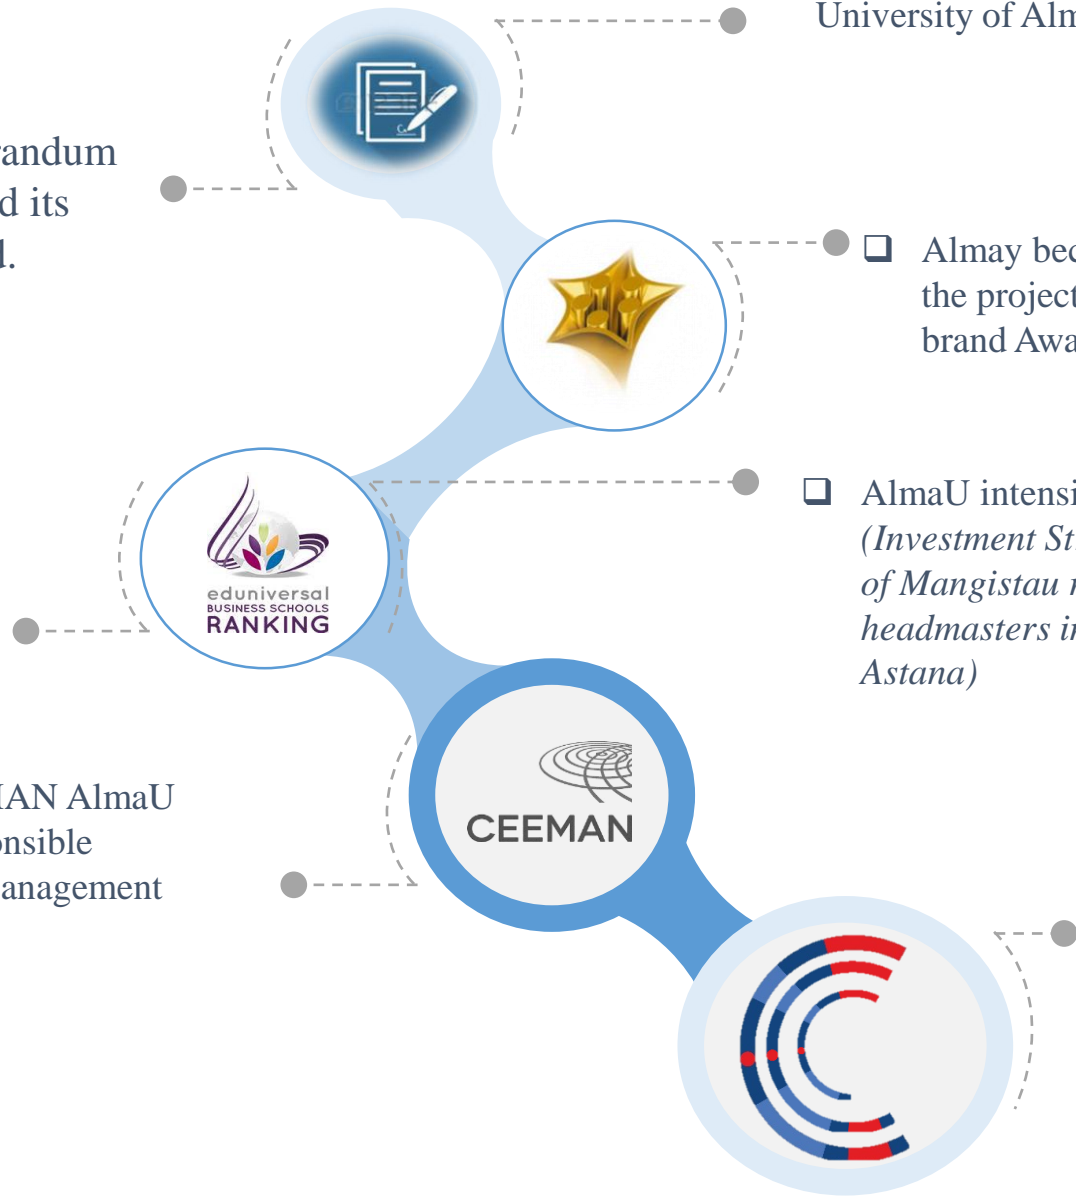 University of Alm
randum
d its
d.
❑ Almay bec
the project
brand Awa
❑ AlmaU intensi
(Investment St
of Mangistau r
headmasters in
Astana)
eduniversal
BUSINESS SCHOOLS
RANKING
CEEMAN
IAN AlmaU
onsible
anagement